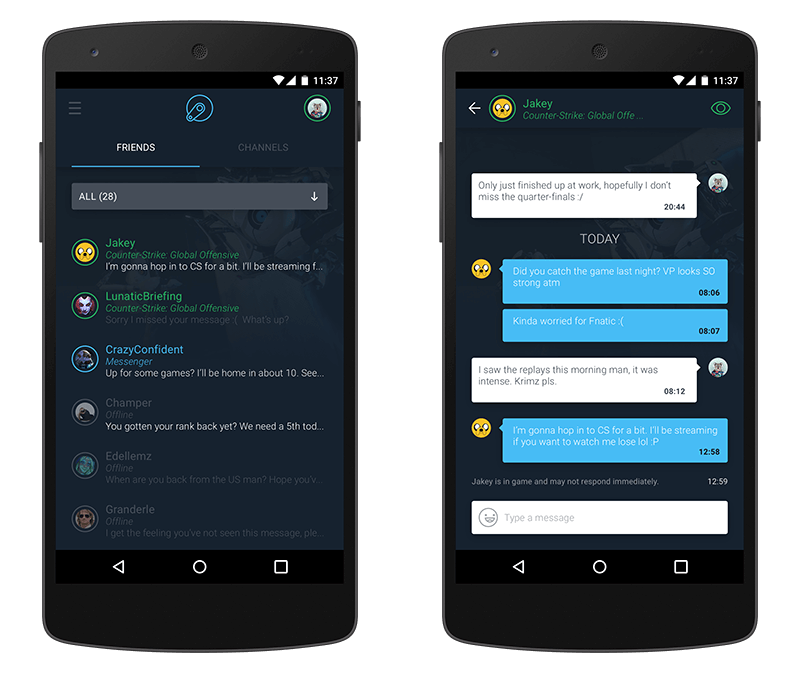 11:37
FRIENDS
CHANNELS
ALL (28)
Jakey
Counter-Strike: Global Offensive
I'm gonna hop in to CS for a bit. I'll be streaming f...
LunaticBriefing
Counter-Strike: Global Offensive
Sorry I missed your message :( What's up?
CrazyConfident
Messenger
Up for some games? I'll be home in about 10. See...
Champer
Offline
You gotten your rank back yet? We need a 5th tod...
Edellemz
Offline
When are you back from the US man? Hope you'v...
Granderle
Offline
I get the feeling you've not seen this message, ple...
11:37
Jakey
Counter-Strike: Global Offe ...
Only just finished up at work, hopefully I don't
miss the quarter-finals :/
20:44
TODAY
Did you catch the game last night? VP looks SO
strong atm
08:06
Kinda worried for Fnatic :(
08:07
I saw the replays this morning man, it was
intense. Krimz pls.
08:12
I'm gonna hop in to CS for a bit. I'll be streaming
if you want to watch me lose lol :P
12:58
Jakey is in game and may not respond immediately.
12:59
Type a message